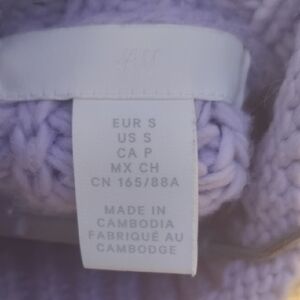 EUR S
US S
CA P
MX CH
CN 165/88A
MADE IN
CAMBODIA
FABRIQUÉ AU
CAMBODGE